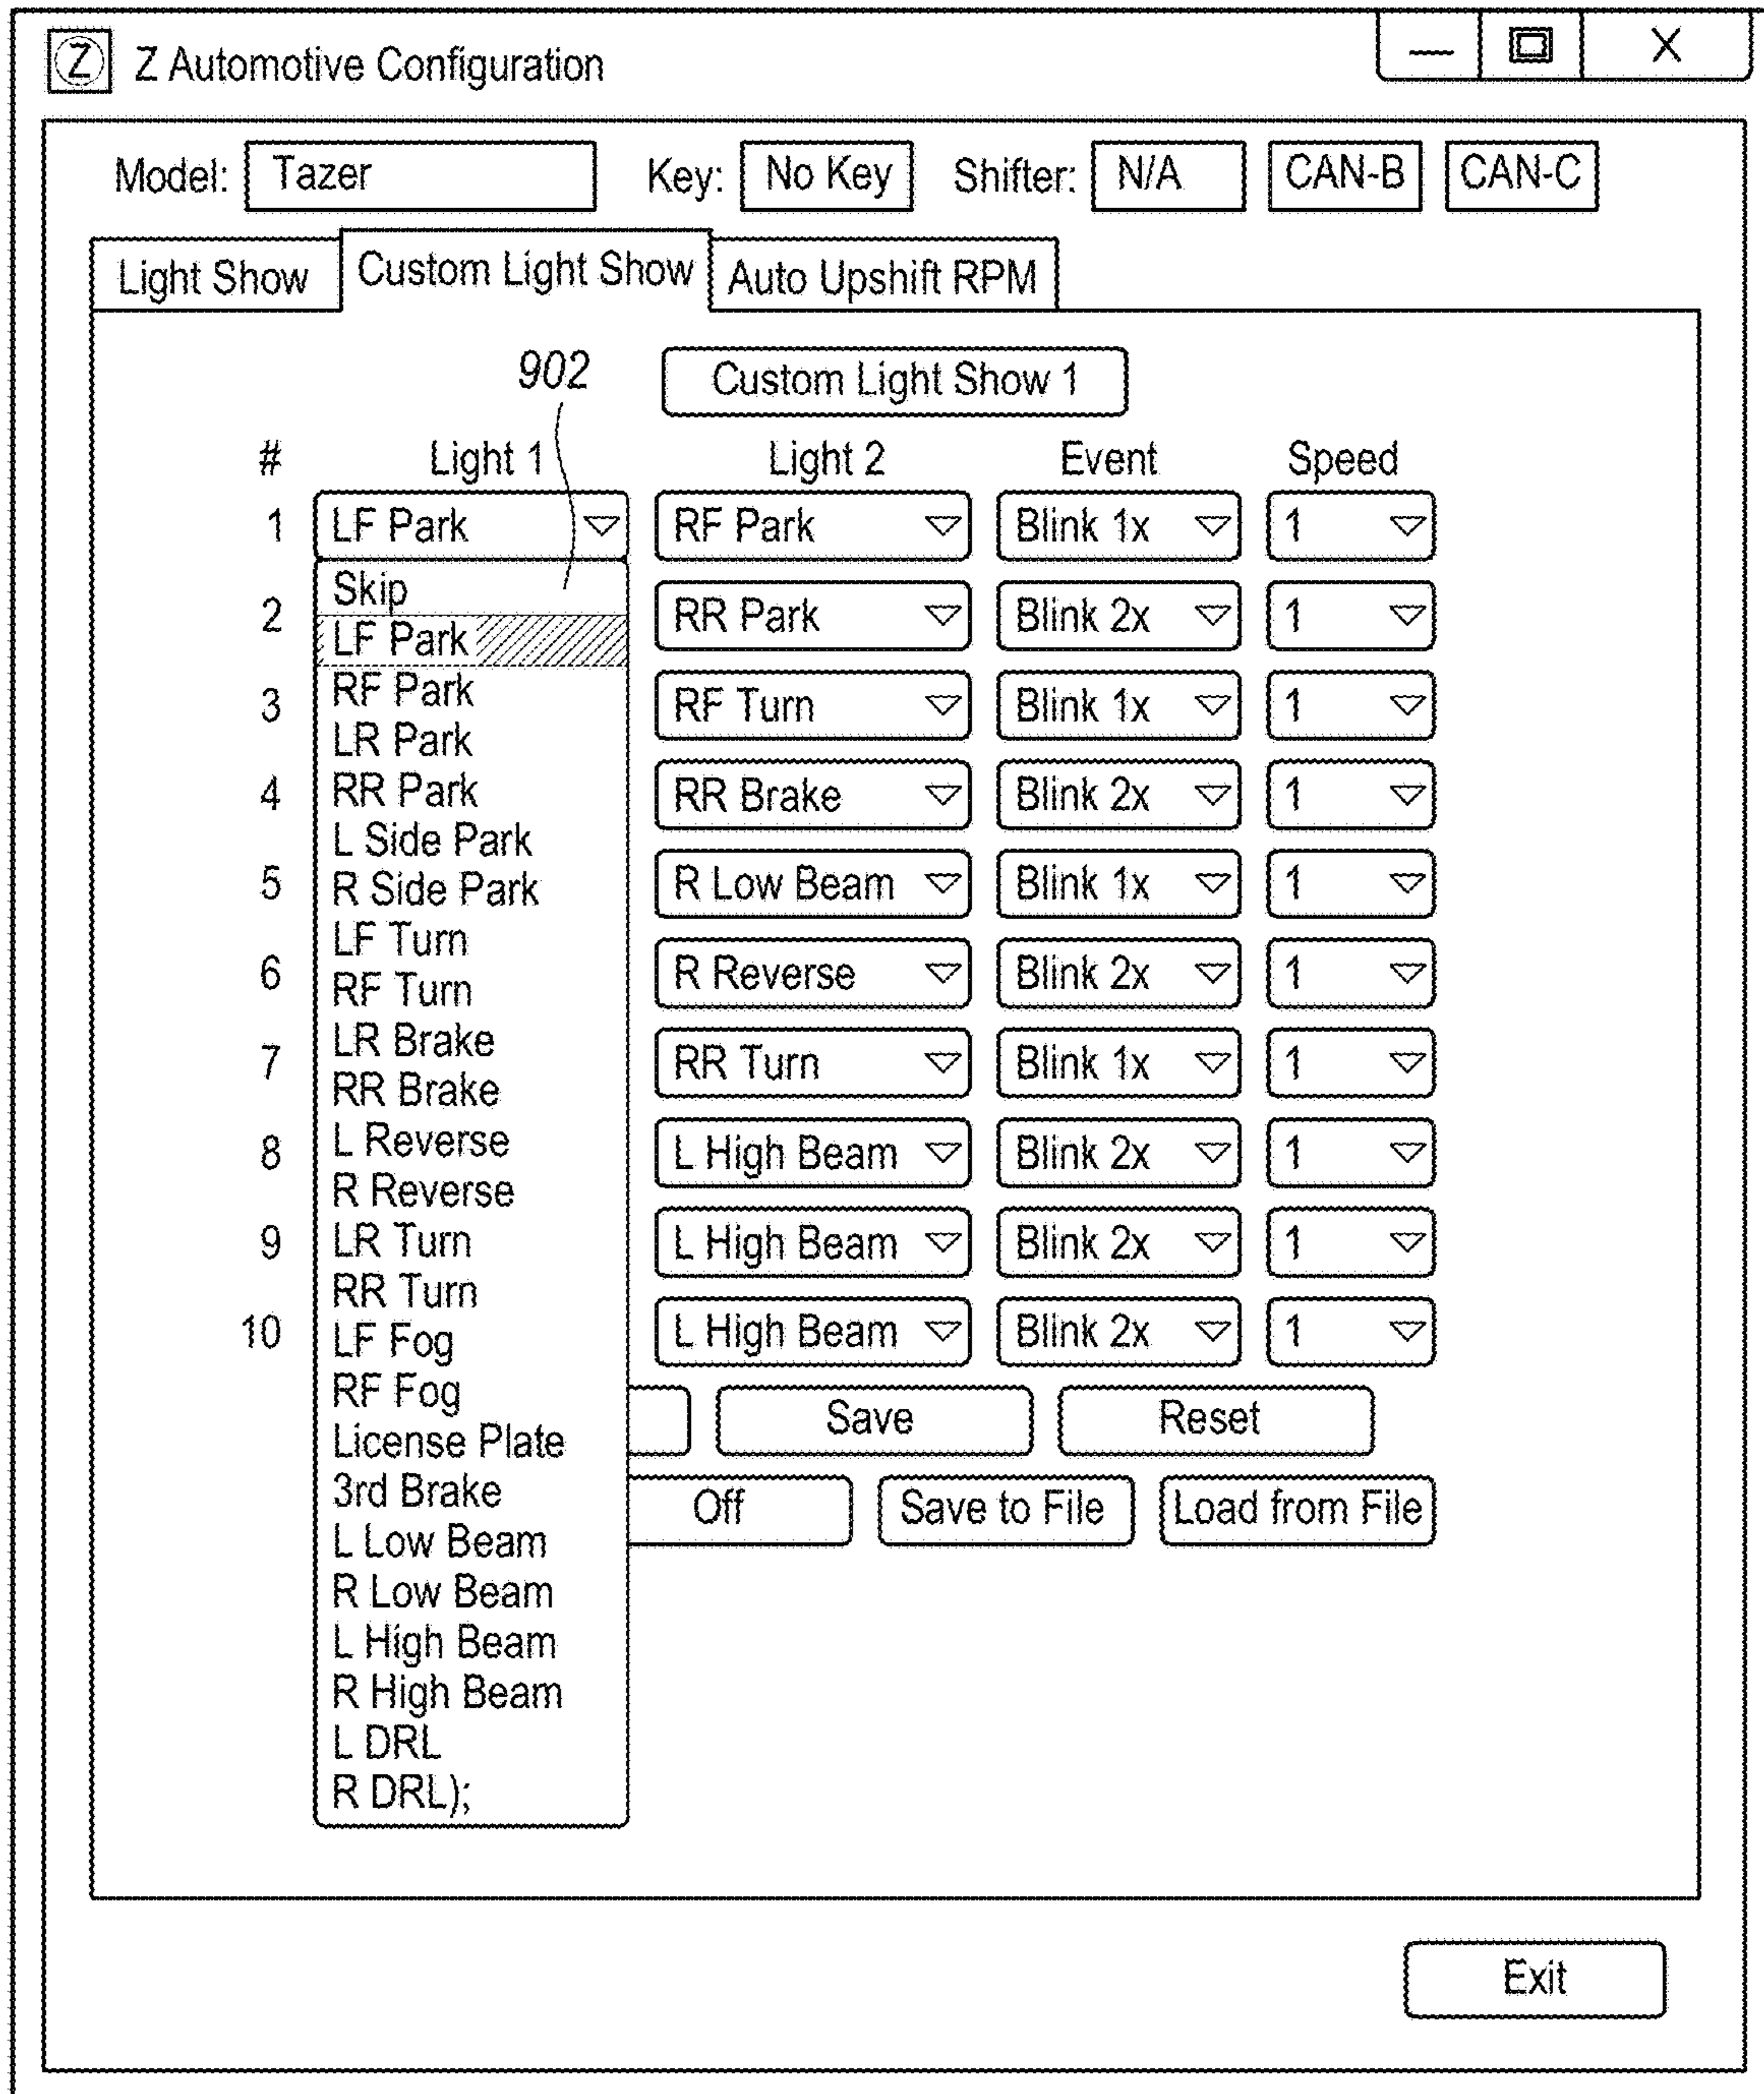 Z Z Automotive Configuration X
Model: Tazer Key: No Key Shifter: N/A CAN-B CAN-C
Light Show Custom Light Show Auto Upshift RPM
902 Custom Light Show 1
# Light 1 Light 2 Event Speed
1 LF Park RF Park Blink 1x 1
Skip
2 RR Park Blink 2x 1
LF Park
3 RF Park RF Turn Blink 1x 1
LR Park
4 RR Park RR Brake Blink 2x 1
L Side Park
5 R Side Park R Low Beam Blink 1x 1
LF Turn
6 RF Turn R Reverse Blink 2x 1
LR Brake
7 RR Brake RR Turn Blink 1x 1
8 L Reverse L High Beam Blink 2x 1
R Reverse
9 LR Turn L High Beam Blink 2x 1
RR Turn
10 LF Fog L High Beam Blink 2x 1
RF Fog
License Plate Save Reset
3rd Brake Off Save to File Load from File
L Low Beam
R Low Beam
L High Beam
R High Beam
L DRL
R DRL);
Exit